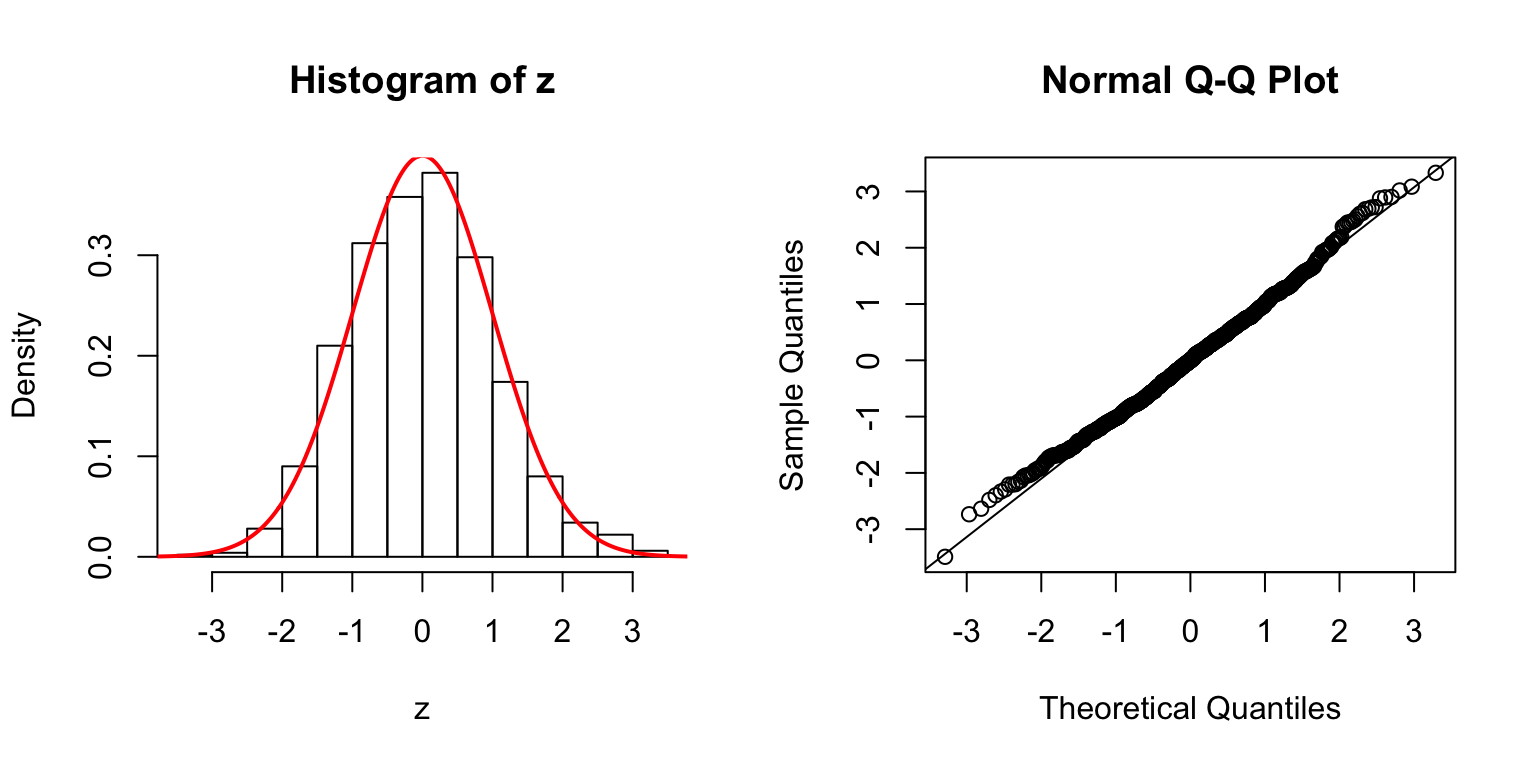 Histogram of z
Density
0.0 0.1 0.2 0.3
-3 -2 -1 0 1 2 3
z
Normal Q-Q Plot
Sample Quantiles
-3 -2 -1 0 1 2 3
-3 -2 -1 0 1 2 3
Theoretical Quantiles